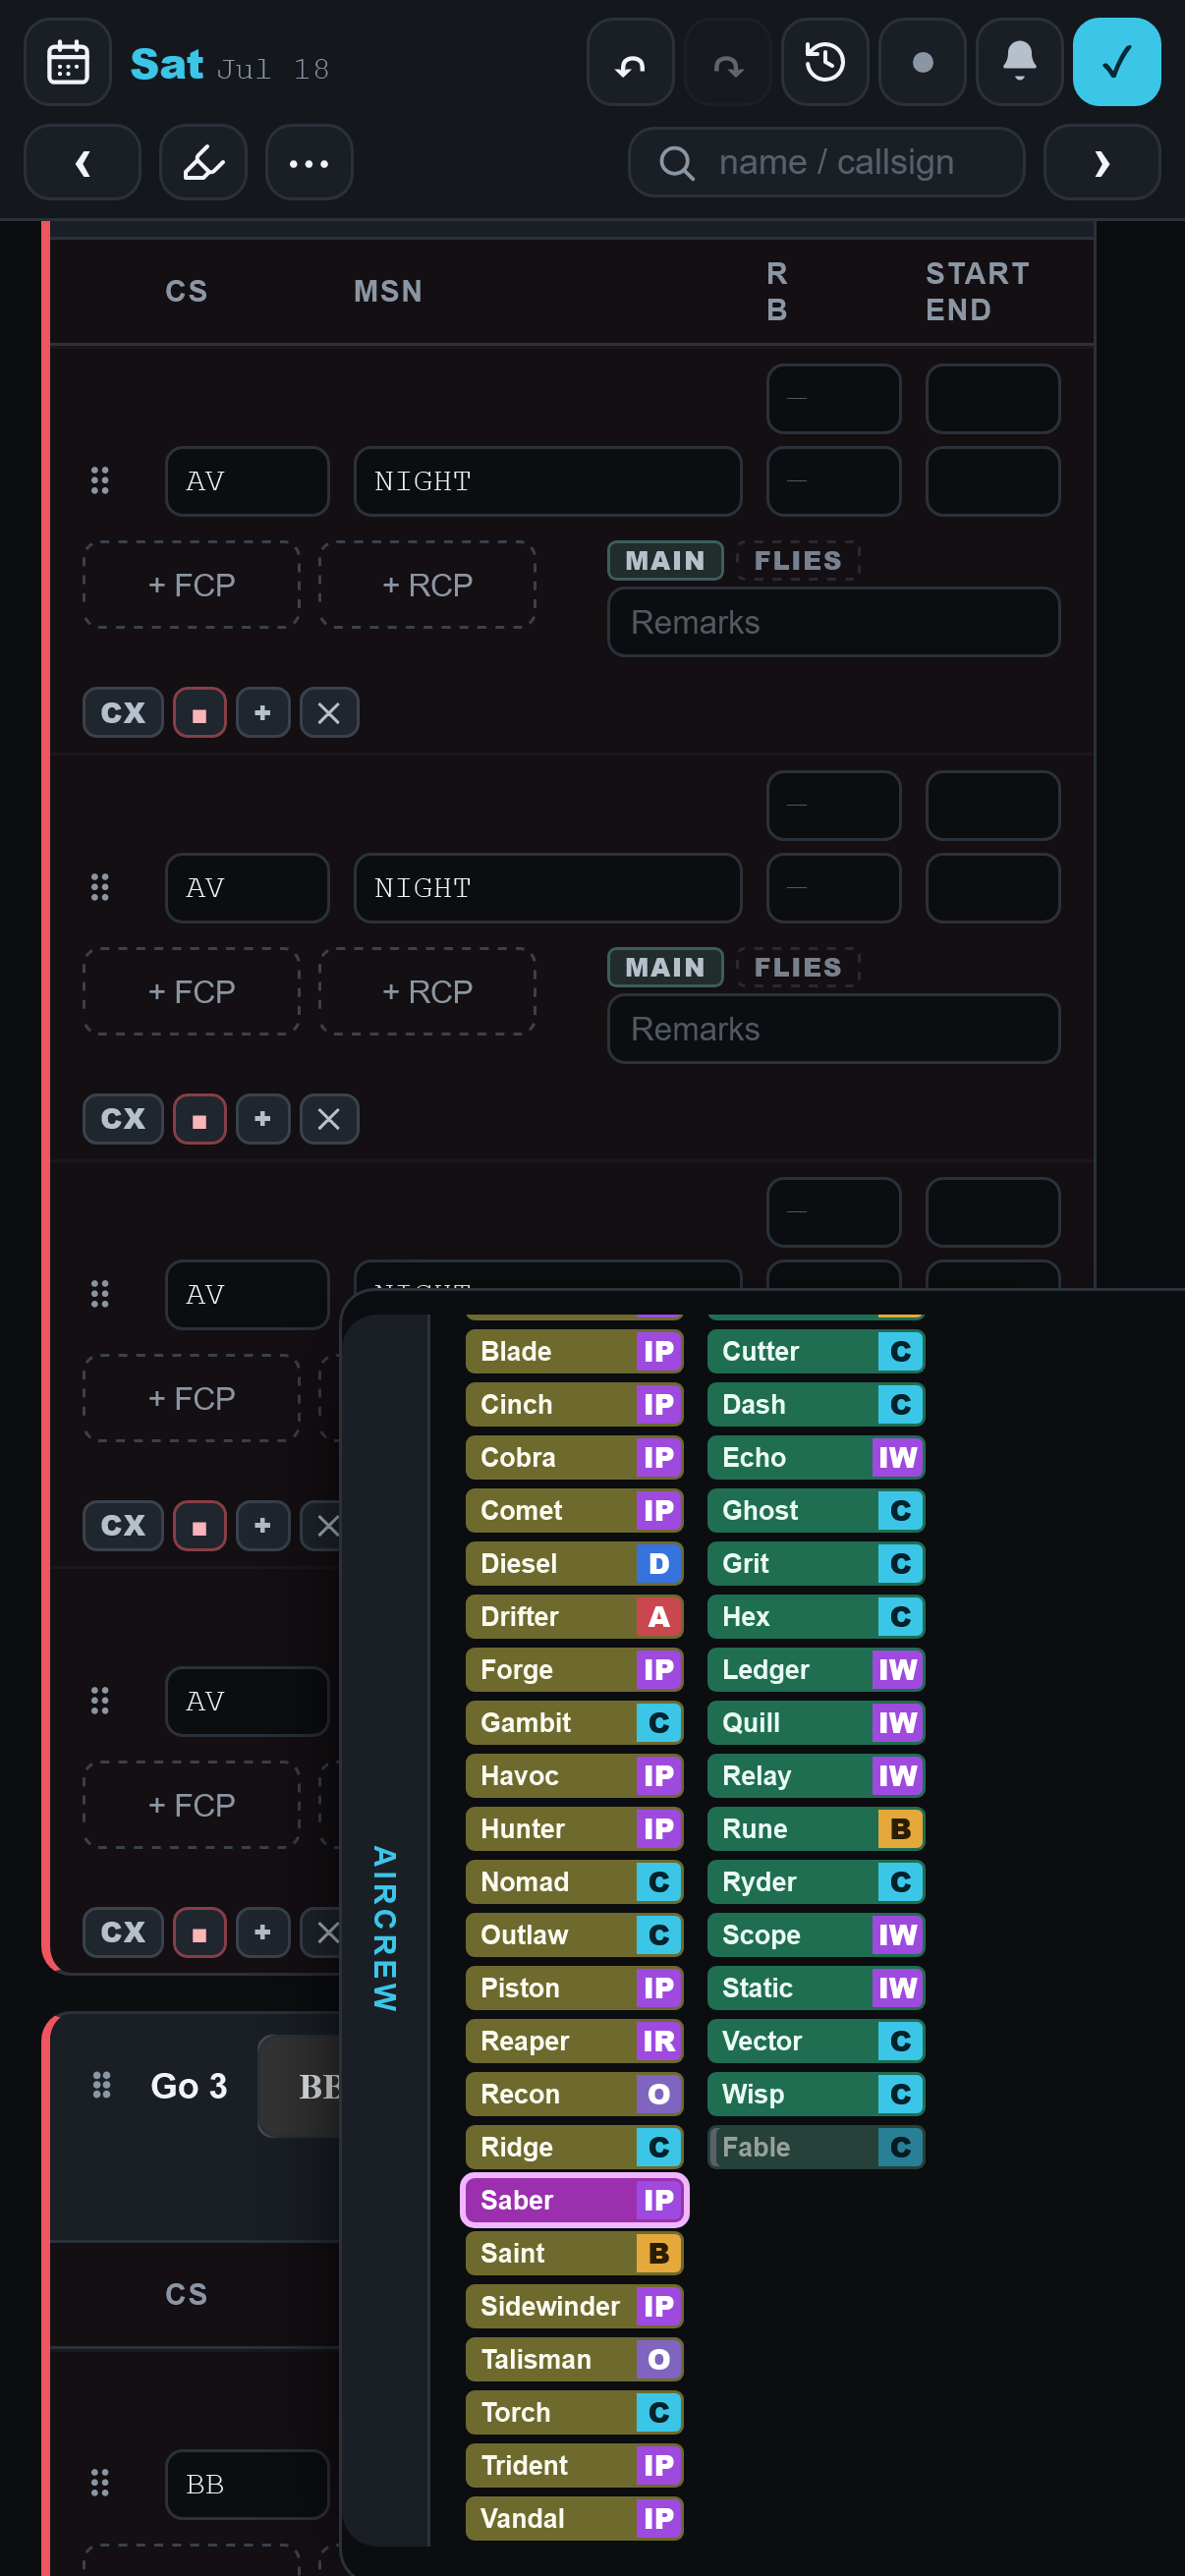 Sat Jul 18
name / callsign
CS MSN R B START END
AV NIGHT
+ FCP + RCP MAIN FLIES
Remarks
CX
AV NIGHT
+ FCP + RCP MAIN FLIES
Remarks
CX
AV
+ FCP
CX
AV
+ FCP
CX
Go 3
CS
BB
AIRCREW
Blade IP
Cinch IP
Cobra IP
Comet IP
Diesel D
Drifter A
Forge IP
Gambit C
Havoc IP
Hunter IP
Nomad C
Outlaw C
Piston IP
Reaper IR
Recon O
Ridge C
Saber IP
Saint B
Sidewinder IP
Talisman O
Torch C
Trident IP
Vandal IP
Cutter C
Dash C
Echo IW
Ghost C
Grit C
Hex C
Ledger IW
Quill IW
Relay IW
Rune B
Ryder C
Scope IW
Static IW
Vector C
Wisp C
Fable C